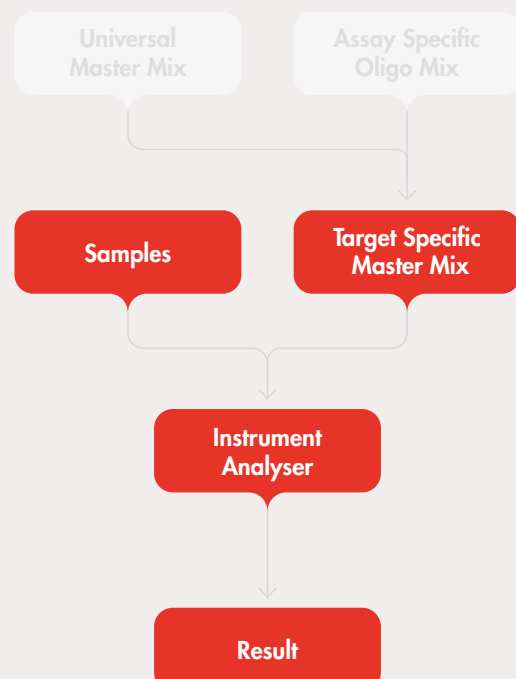 Universal
Master Mix
Assay Specific
Oligo Mix
Samples
Target Specific
Master Mix
Instrument
Analyser
Result